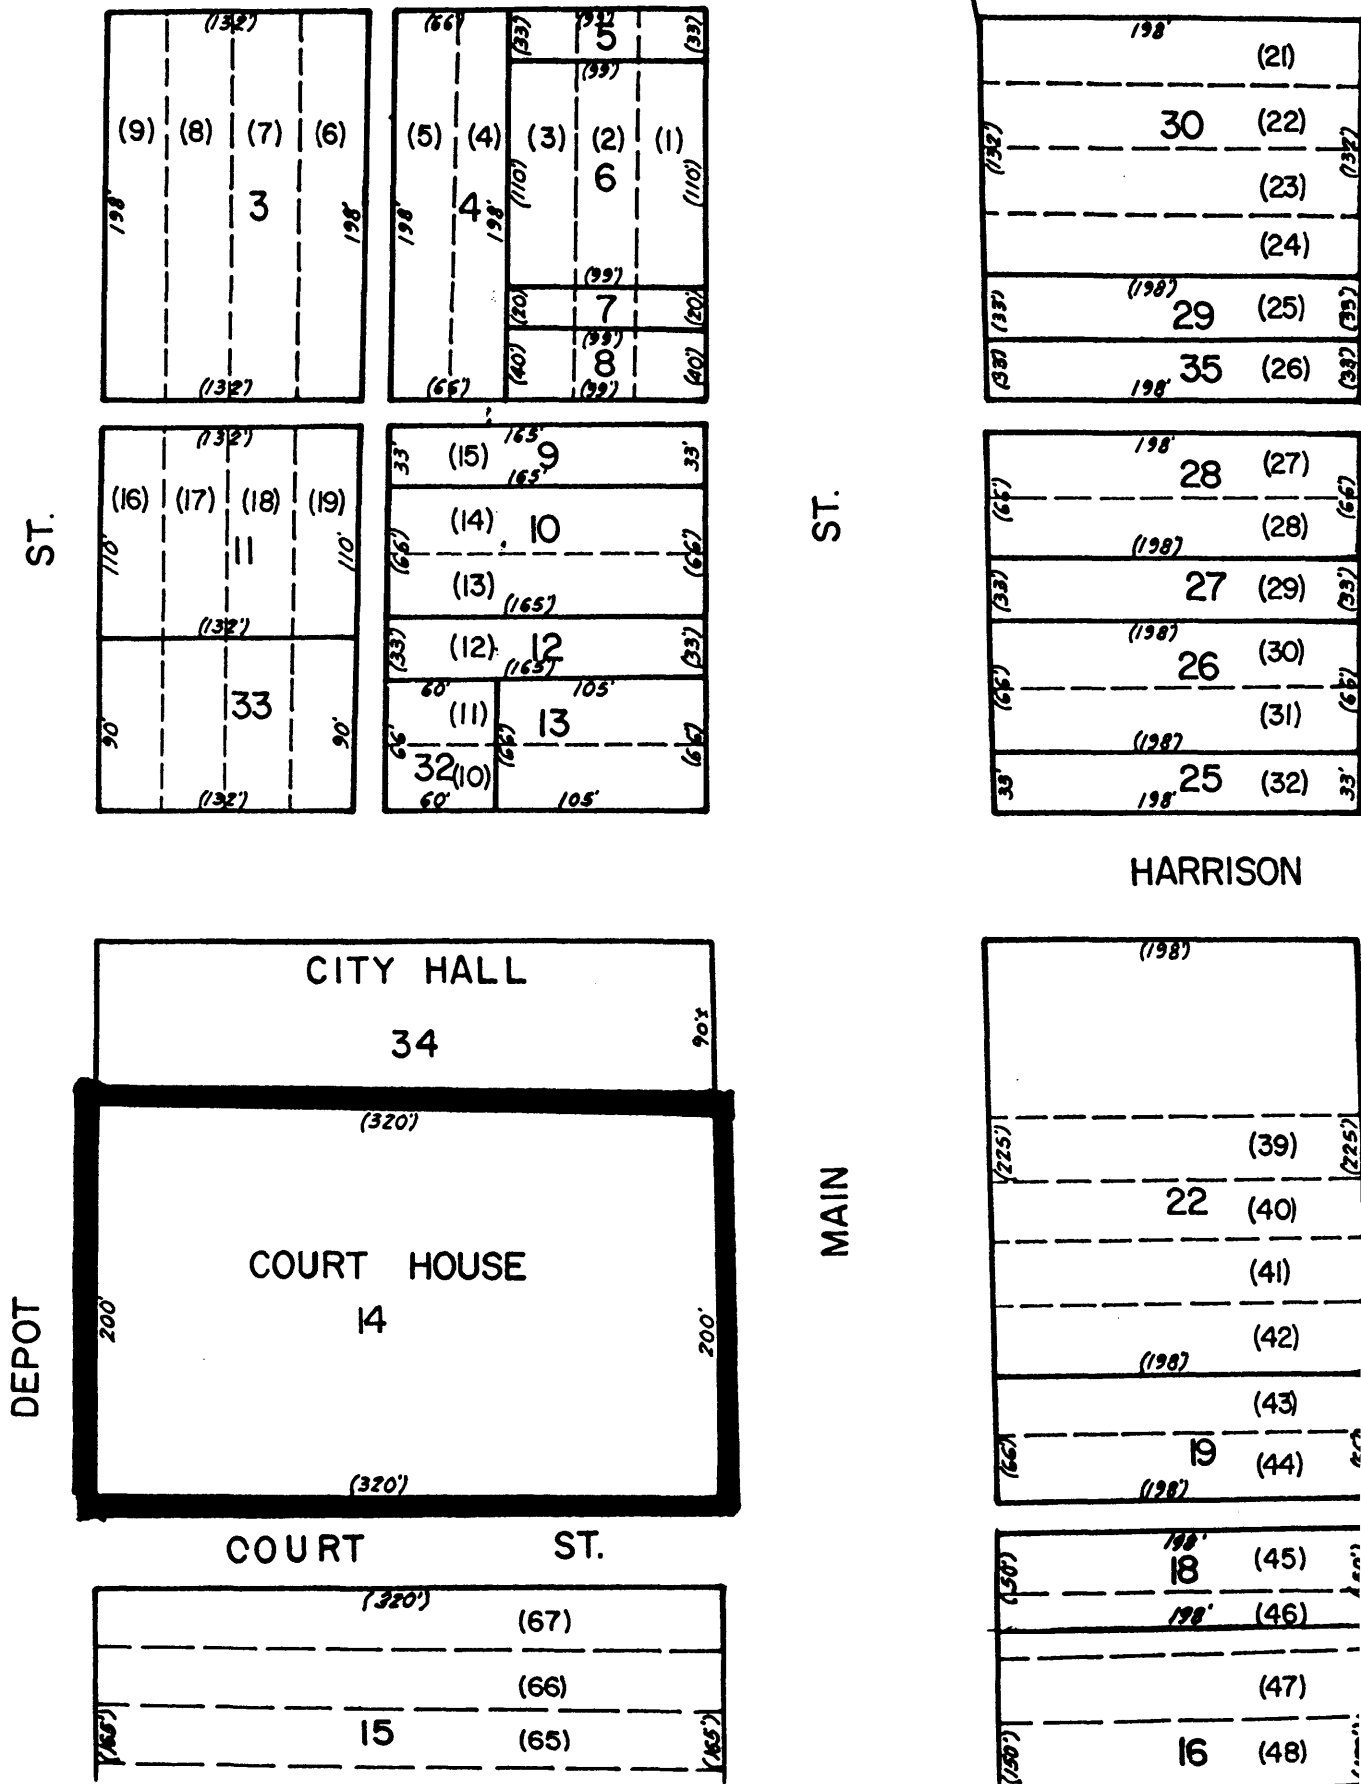 (132') (66') (99') 198'
(33') 5 (33') (21)
(99')
(9) (8) (7) (6) (5) (4) (3) (2) (1) 30 (22)
(132') (132')
(110') 6 (110')
198' 3 198' 198' 4 198' (23)
(24)
(99') (198')
(20') 7 (20') (33') 29 (25) (33')
(99')
(40') 8 (40') (33') 35 (26) (33')
(132') (66') (99') 198'
(132') 165' 198'
33' (15) 9 33' 28 (27)
165'
(16) (17) (18) (19) (66') (66')
ST. (14) 10 ST. (28)
110' 11 110' (66') (66') (198')
(13) (33') 27 (29) (33')
(165')
(132') (198')
(33') (12) 12 (33') 26 (30)
(165')
60' 105' (66') (66')
33 (11) 13 (31)
90' 90' 66' (66') (66') (198')
32 (10) 33' 25 (32) 33'
(132') 60' 105' 198'
HARRISON
CITY HALL (198')
34 90'±
(320') (225') (39) (225')
MAIN 22 (40)
COURT HOUSE (41)
DEPOT 200' 14 200' (42)
(198')
(43)
(66') 19 (44)
(320') (198')
COURT ST. 198'
(50') 18 (45)
(320') 198' (46)
(67)
(66) (47)
(165') 15 (65) (165') (150') 16 (48)